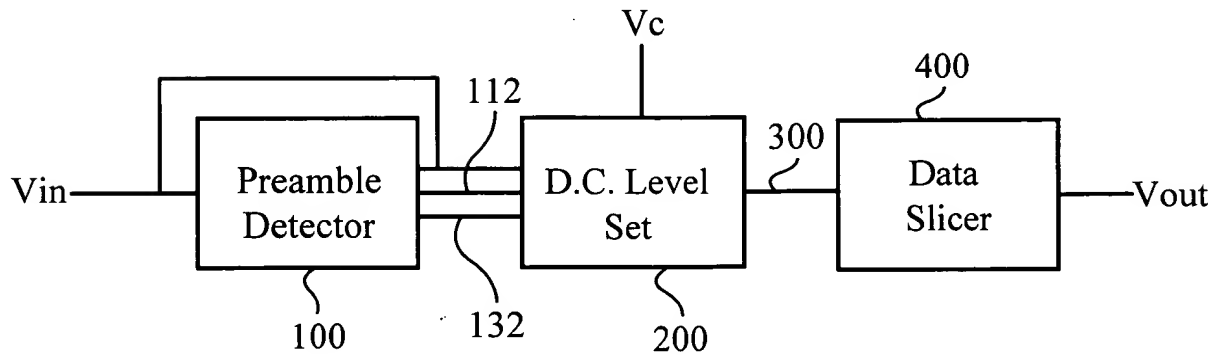 Vc
400
112
300
Vin
Preamble
Detector
D.C. Level
Set
Data
Slicer
Vout
100
132
200